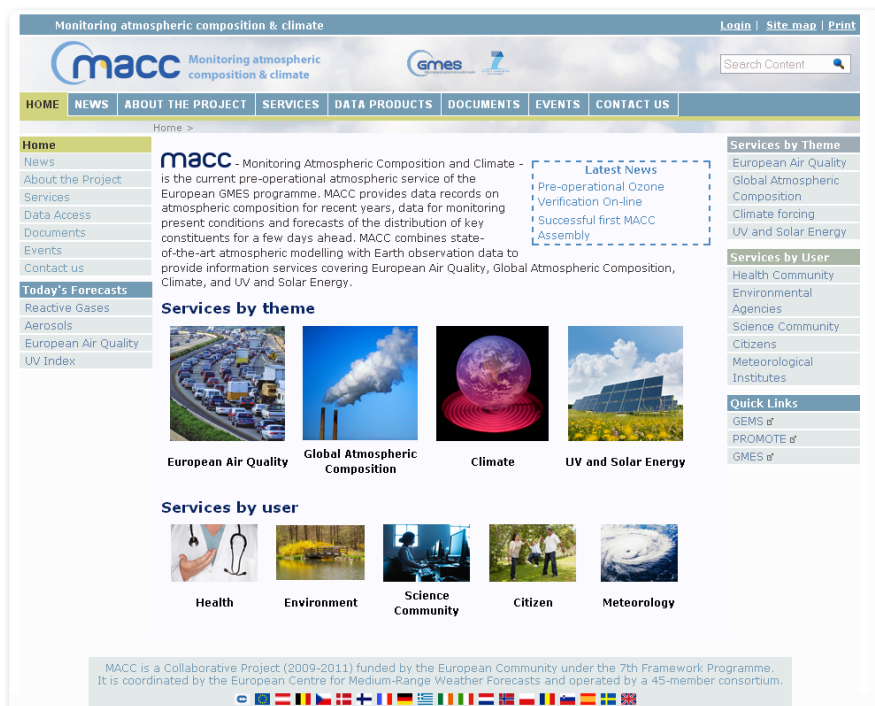 Monitoring atmospheric composition & climate
Login | Site map | Print
macc Monitoring atmospheric
composition & climate
Gmes
Search Content
HOME NEWS ABOUT THE PROJECT SERVICES DATA PRODUCTS DOCUMENTS EVENTS CONTACT US
Home >
Home
News
About the Project
Services
Data Access
Documents
Events
Contact us
Today's Forecasts
Reactive Gases
Aerosols
European Air Quality
UV Index
macc - Monitoring Atmospheric Composition and Climate -
is the current pre-operational atmospheric service of the
European GMES programme. MACC provides data records on
atmospheric composition for recent years, data for monitoring
present conditions and forecasts of the distribution of key
constituents for a few days ahead. MACC combines state-
of-the-art atmospheric modelling with Earth observation data to
provide information services covering European Air Quality, Global Atmospheric Composition,
Climate, and UV and Solar Energy.
Latest News
Pre-operational Ozone
Verification On-line
Successful first MACC
Assembly
Services by theme
European Air Quality
Global Atmospheric
Composition
Climate
UV and Solar Energy
Services by user
Health
Environment
Science
Community
Citizen
Meteorology
Services by Theme
European Air Quality
Global Atmospheric
Composition
Climate forcing
UV and Solar Energy
Services by User
Health Community
Environmental
Agencies
Science Community
Citizens
Meteorological
Institutes
Quick Links
GEMS
PROMOTE
GMES
MACC is a Collaborative Project (2009-2011) funded by the European Community under the 7th Framework Programme.
It is coordinated by the European Centre for Medium-Range Weather Forecasts and operated by a 45-member consortium.